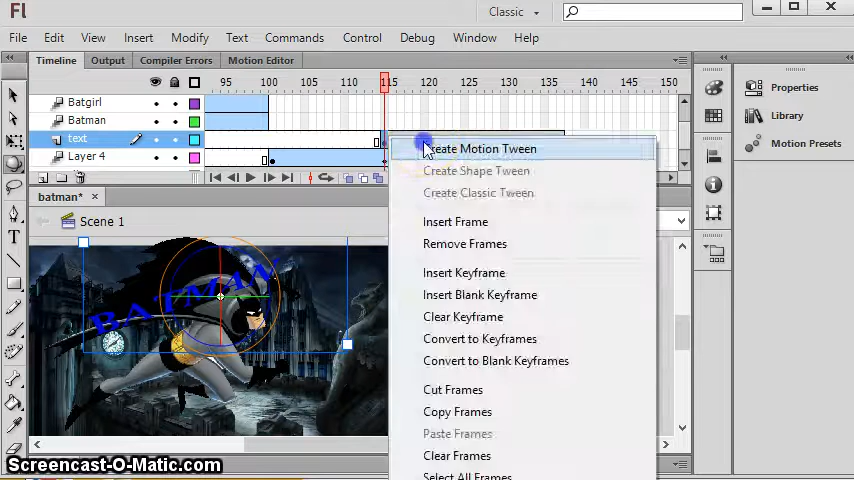 Fl
Classic
File Edit View Insert Modify Text Commands Control Debug Window Help
Timeline Output Compiler Errors Motion Editor
95 100 105 110 115 120 125 130 135 140 145 150
Batgirl
Batman
text
Layer 4
Create Motion Tween
Create Shape Tween
Create Classic Tween
Insert Frame
Remove Frames
Insert Keyframe
Insert Blank Keyframe
Clear Keyframe
Convert to Keyframes
Convert to Blank Keyframes
Cut Frames
Copy Frames
Paste Frames
Clear Frames
Select All Frames
batman*
Scene 1
BATMAN
Properties
Library
Motion Presets
Screencast-O-Matic.com